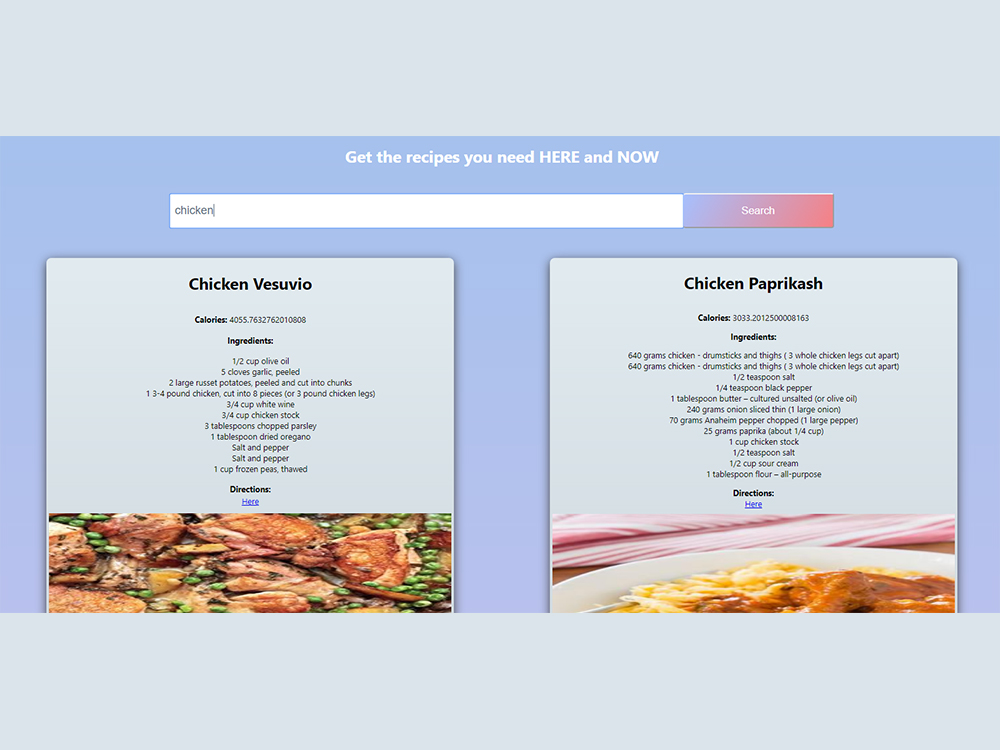 Get the recipes you need HERE and NOW
chicken
Search
Chicken Vesuvio
Calories: 4055.7632762010808
Ingredients:
1/2 cup olive oil
5 cloves garlic, peeled
2 large russet potatoes, peeled and cut into chunks
1 3-4 pound chicken, cut into 8 pieces (or 3 pound chicken legs)
3/4 cup white wine
3/4 cup chicken stock
3 tablespoons chopped parsley
1 tablespoon dried oregano
Salt and pepper
Salt and pepper
1 cup frozen peas, thawed
Directions:
Here
Chicken Paprikash
Calories: 3033.2012500008163
Ingredients:
640 grams chicken - drumsticks and thighs ( 3 whole chicken legs cut apart)
640 grams chicken - drumsticks and thighs ( 3 whole chicken legs cut apart)
1/2 teaspoon salt
1/4 teaspoon black pepper
1 tablespoon butter – cultured unsalted (or olive oil)
240 grams onion sliced thin (1 large onion)
70 grams Anaheim pepper chopped (1 large pepper)
25 grams paprika (about 1/4 cup)
1 cup chicken stock
1/2 teaspoon salt
1/2 cup sour cream
1 tablespoon flour – all-purpose
Directions:
Here